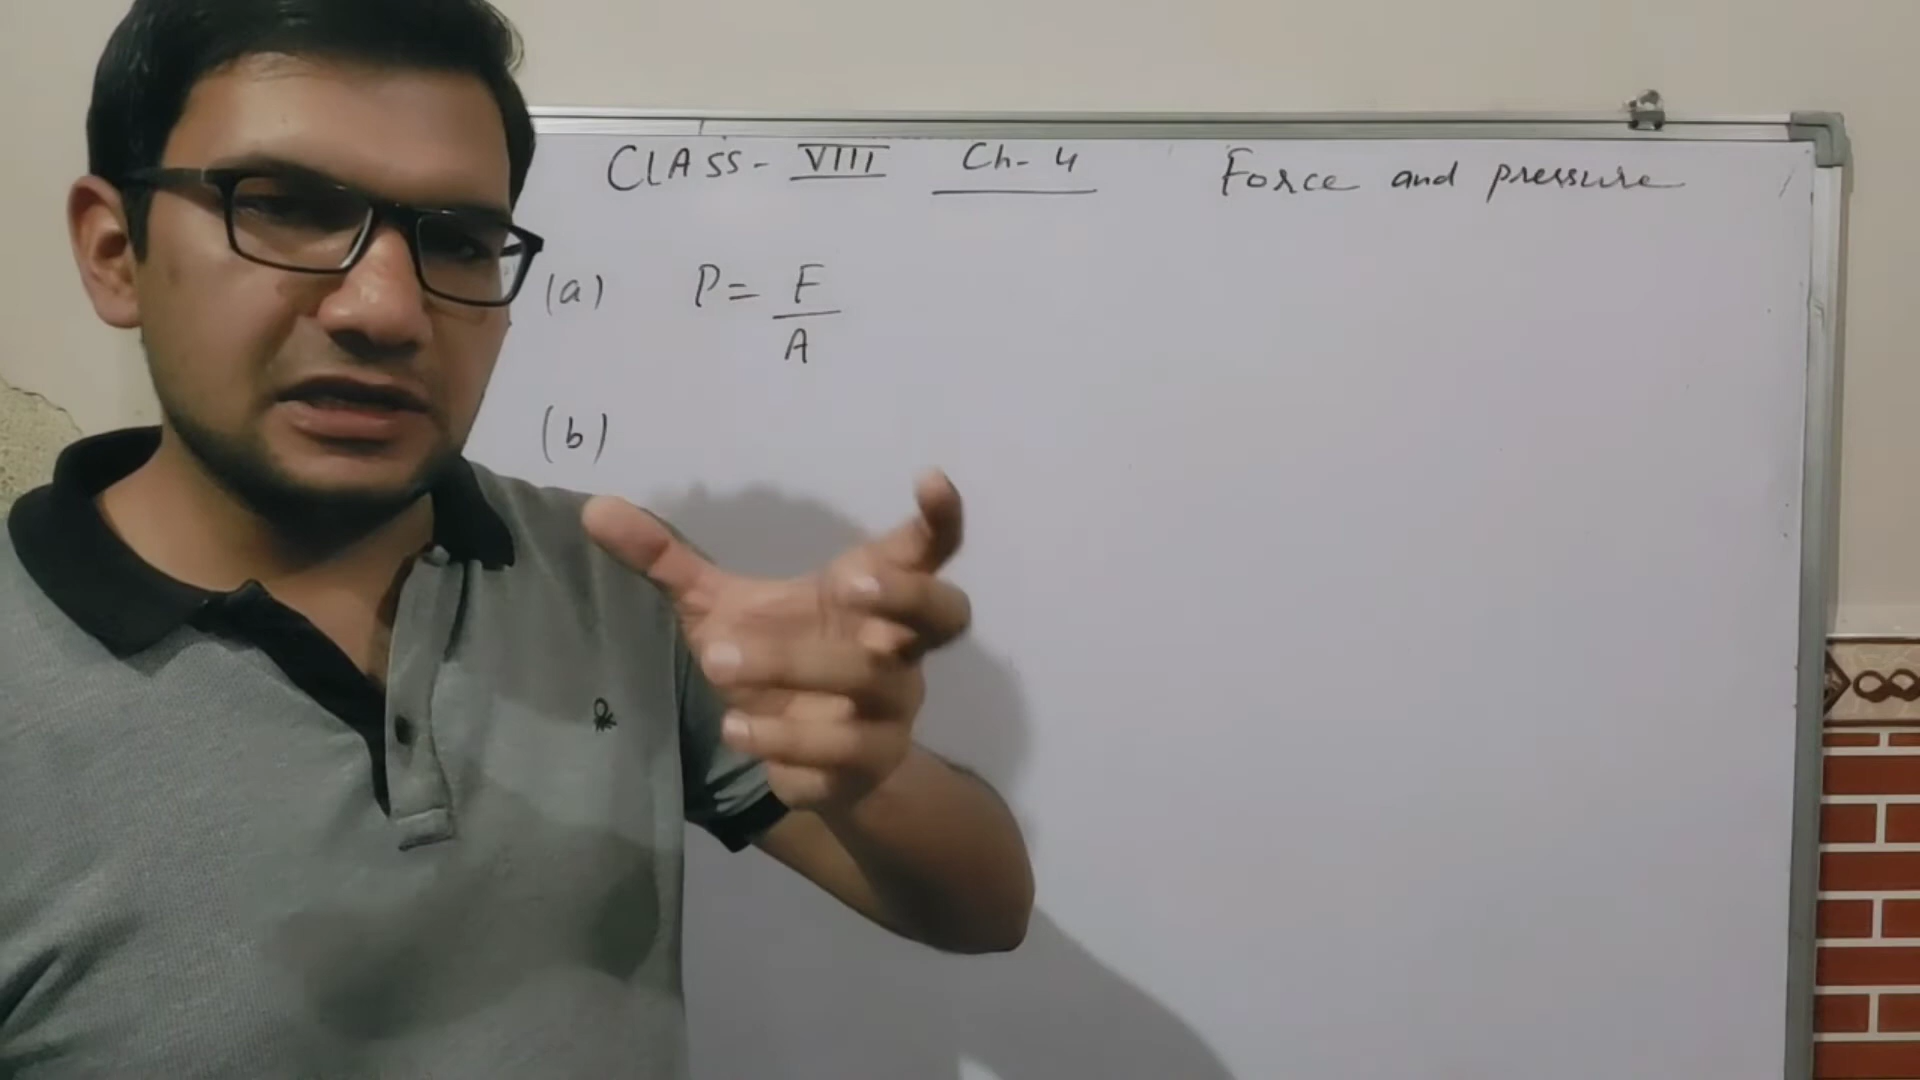 CLASS- VIII Ch- 4 Force and pressure
(a) P = F
A
(b)